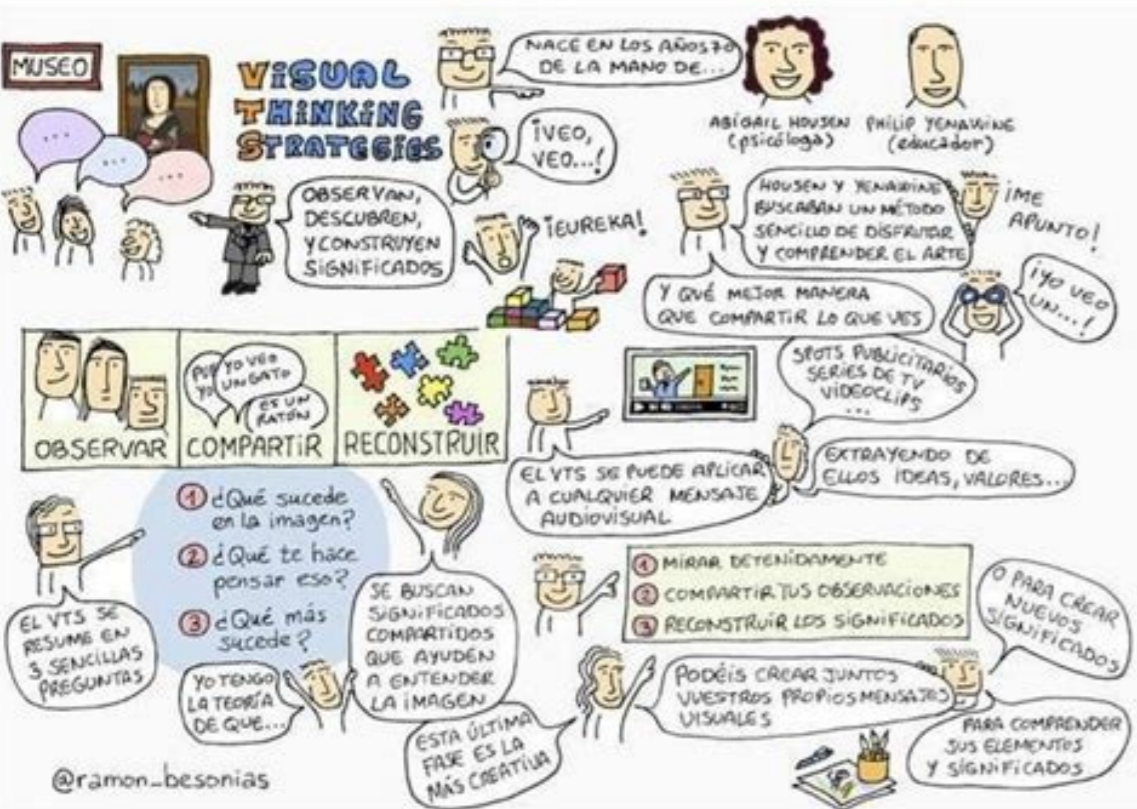 MUSEO
VISUAL
THINKING
STRATEGIES
NACE EN LOS AÑOS 70
DE LA MANO DE...
ABIGAIL HOUSEN
(psicóloga)
PHILIP YENAWINE
(educador)
¡VEO,
VEO...!
OBSERVAN,
DESCUBREN,
Y CONSTRUYEN
SIGNIFICADOS
¡EUREKA!
HOUSEN Y YENAWINE
BUSCABAN UN MÉTODO
SENCILLO DE DISFRUTAR
Y COMPRENDER EL ARTE
¡ME
APUNTO!
Y QUÉ MEJOR MANERA
QUE COMPARTIR LO QUE VES
¡YO VEO
UN...!
YO VEO
UN GATO
ES UN
RATÓN
OBSERVAR
COMPARTIR
RECONSTRUIR
SPOTS PUBLICITARIOS
SERIES DE TV
VIDEOCLIPS
...
EL VTS SE PUEDE APLICAR
A CUALQUIER MENSAJE
AUDIOVISUAL
EXTRAYENDO DE
ELLOS IDEAS, VALORES...
1 ¿Qué sucede
en la imagen?
2 ¿Qué te hace
pensar eso?
3 ¿Qué más
sucede?
EL VTS SE
RESUME EN
3 SENCILLAS
PREGUNTAS
YO TENGO
LA TEORÍA
DE QUE...
SE BUSCAN
SIGNIFICADOS
COMPARTIDOS
QUE AYUDEN
A ENTENDER
LA IMAGEN
1 MIRAR DETENIDAMENTE
2 COMPARTIR TUS OBSERVACIONES
3 RECONSTRUIR LOS SIGNIFICADOS
O PARA CREAR
NUEVOS
SIGNIFICADOS
ESTA ÚLTIMA
FASE ES LA
MÁS CREATIVA
PODÉIS CREAR JUNTOS
VUESTROS PROPIOS MENSAJES
VISUALES
PARA COMPRENDER
SUS ELEMENTOS
Y SIGNIFICADOS
@ramon_besonias